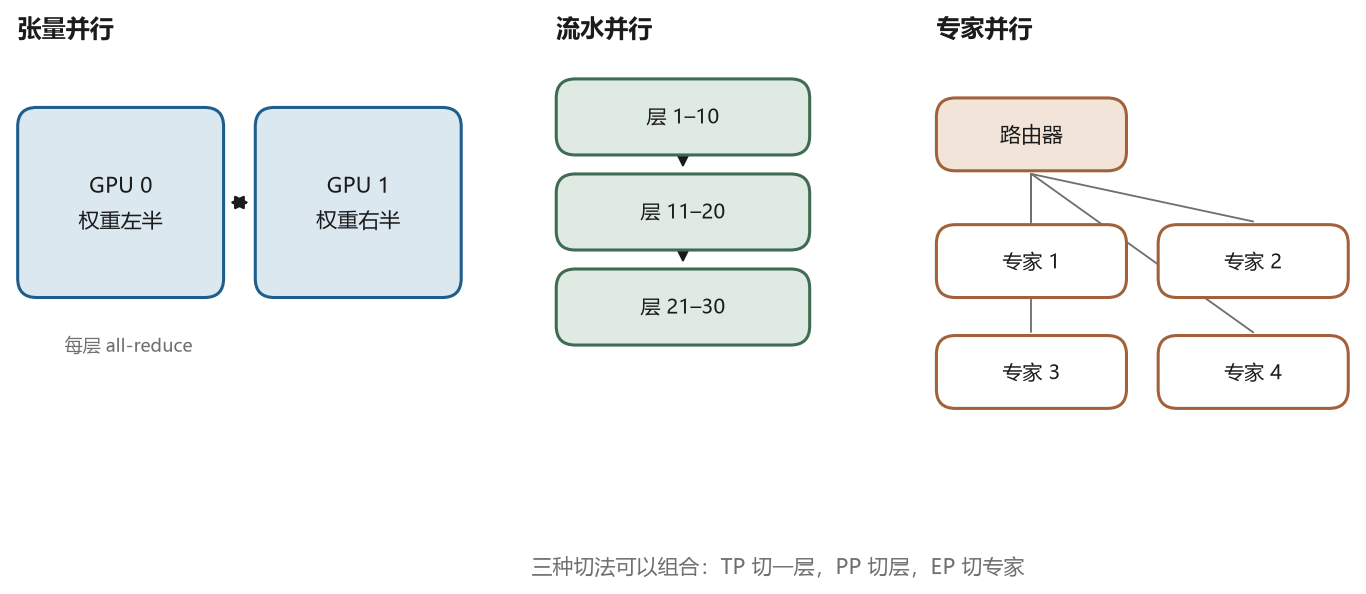 张量并行
GPU 0
权重左半
GPU 1
权重右半
每层 all-reduce
流水并行
层 1–10
层 11–20
层 21–30
专家并行
路由器
专家 1
专家 2
专家 3
专家 4
三种切法可以组合：TP 切一层，PP 切层，EP 切专家